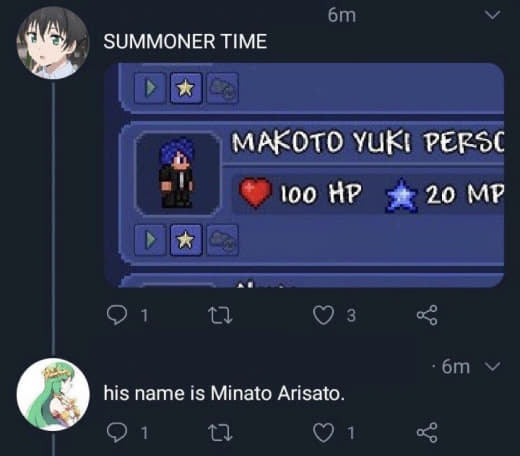 6m
SUMMONER TIME
MAKOTO YUKI PERSO
100 HP 20 MP
1 3
· 6m
his name is Minato Arisato.
1 1